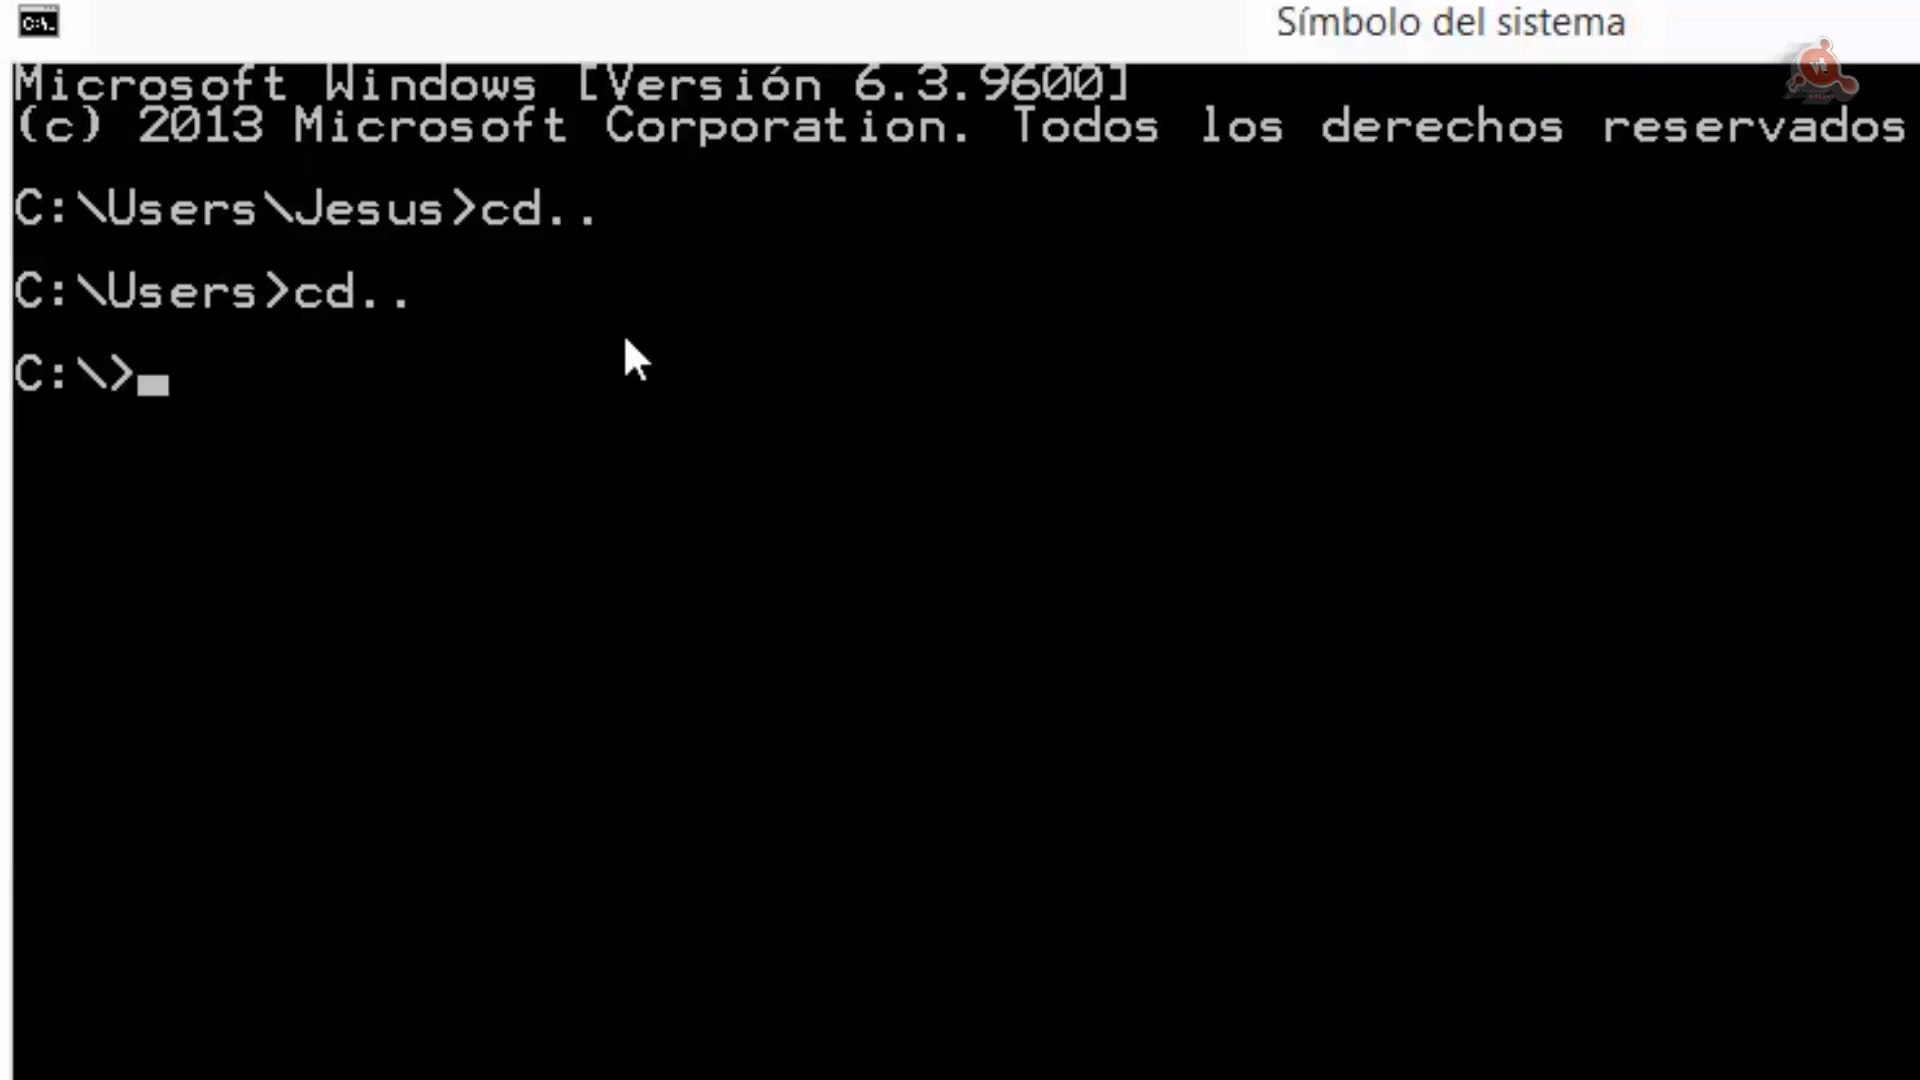 Símbolo del sistema
Microsoft Windows [Versión 6.3.9600]
(c) 2013 Microsoft Corporation. Todos los derechos reservados
C:\Users\Jesus>cd..
C:\Users>cd..
C:\>